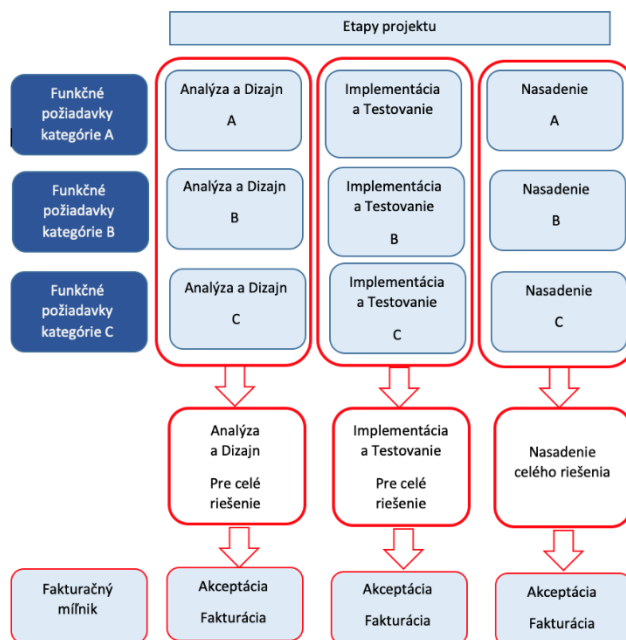 Etapy projektu
Funkčné
požiadavky
kategórie A
Analýza a Dizajn
A
Implementácia
a Testovanie
Nasadenie
A
Funkčné
požiadavky
kategórie B
Analýza a Dizajn
B
Implementácia
a Testovanie
B
Nasadenie
B
Funkčné
požiadavky
kategórie C
Analýza a Dizajn
C
Implementácia
a Testovanie
C
Nasadenie
C
Analýza
a Dizajn
Pre celé
riešenie
Implementácia
a Testovanie
Pre celé
riešenie
Nasadenie
celého riešenia
Fakturačný
míľnik
Akceptácia
Fakturácia
Akceptácia
Fakturácia
Akceptácia
Fakturácia